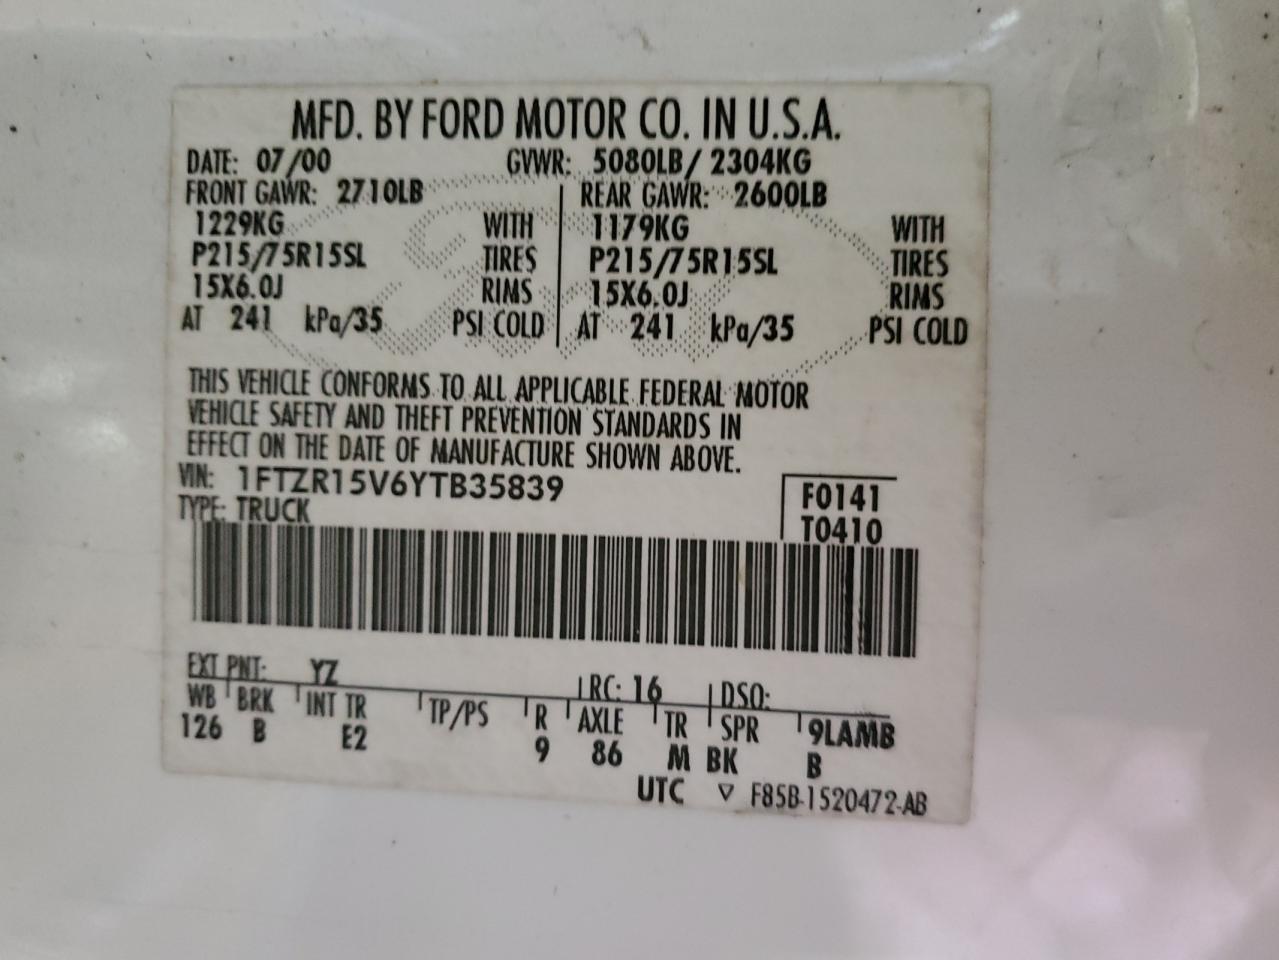 MFD. BY FORD MOTOR CO. IN U.S.A.
DATE: 07/00 GVWR: 5080LB/ 2304KG
FRONT GAWR: 2710LB REAR GAWR: 2600LB
1229KG WITH 1179KG WITH
P215/75R15SL TIRES P215/75R15SL TIRES
15X6.0J RIMS 15X6.0J RIMS
AT 241 kPa/35 PSI COLD AT 241 kPa/35 PSI COLD
THIS VEHICLE CONFORMS TO ALL APPLICABLE FEDERAL MOTOR
VEHICLE SAFETY AND THEFT PREVENTION STANDARDS IN
EFFECT ON THE DATE OF MANUFACTURE SHOWN ABOVE.
VIN: 1FTZR15V6YTB35839 F0141
TYPE: TRUCK T0410
EXT PNT: YZ RC: 16 DSO:
WB BRK INT TR TP/PS R AXLE TR SPR 9LAMB
126 B E2 9 86 M BK B
UTC ▽ F85B-1520472-AB